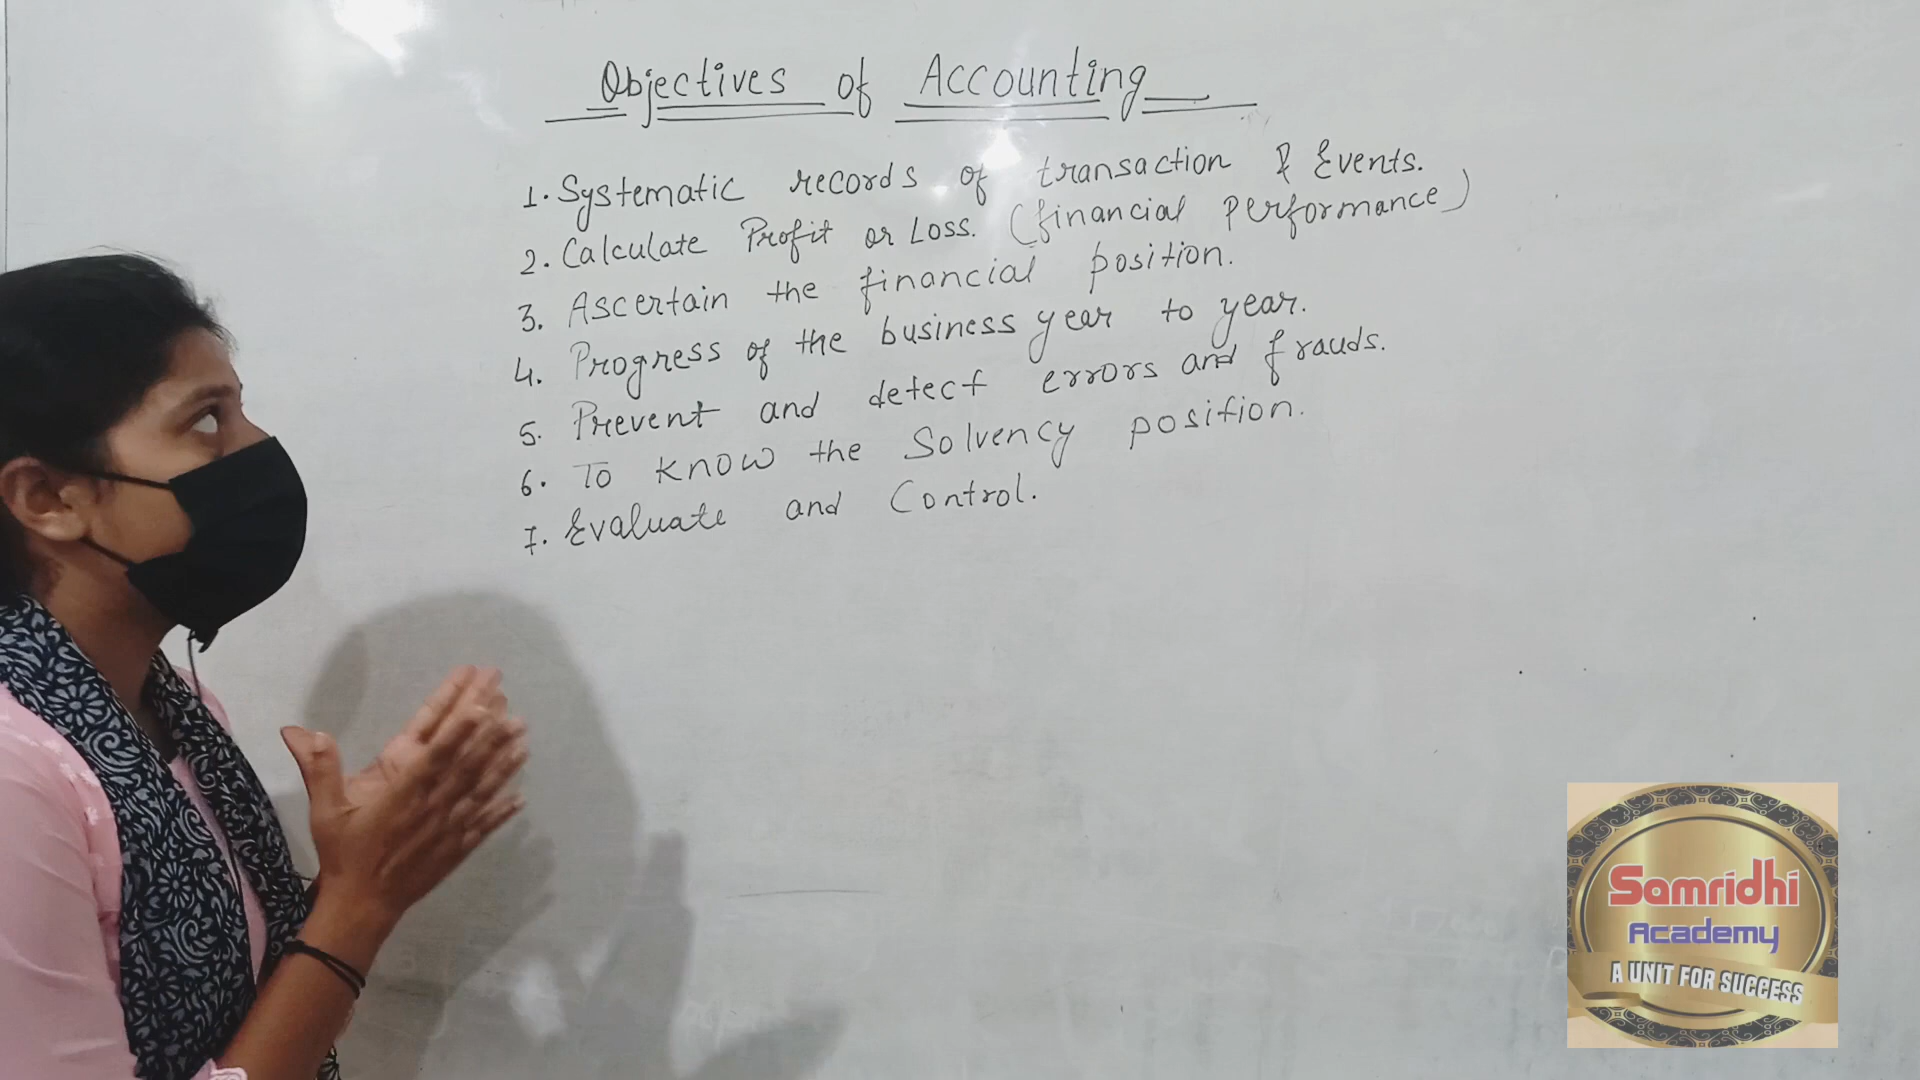 Objectives of Accounting
1. Systematic records of transaction & Events.
2. Calculate Profit or Loss. (financial performance)
3. Ascertain the financial position.
4. Progress of the business year to year.
5. Prevent and detect errors and frauds.
6. To know the Solvency position.
7. Evaluate and Control.
Samridhi
Academy
A UNIT FOR SUCCESS